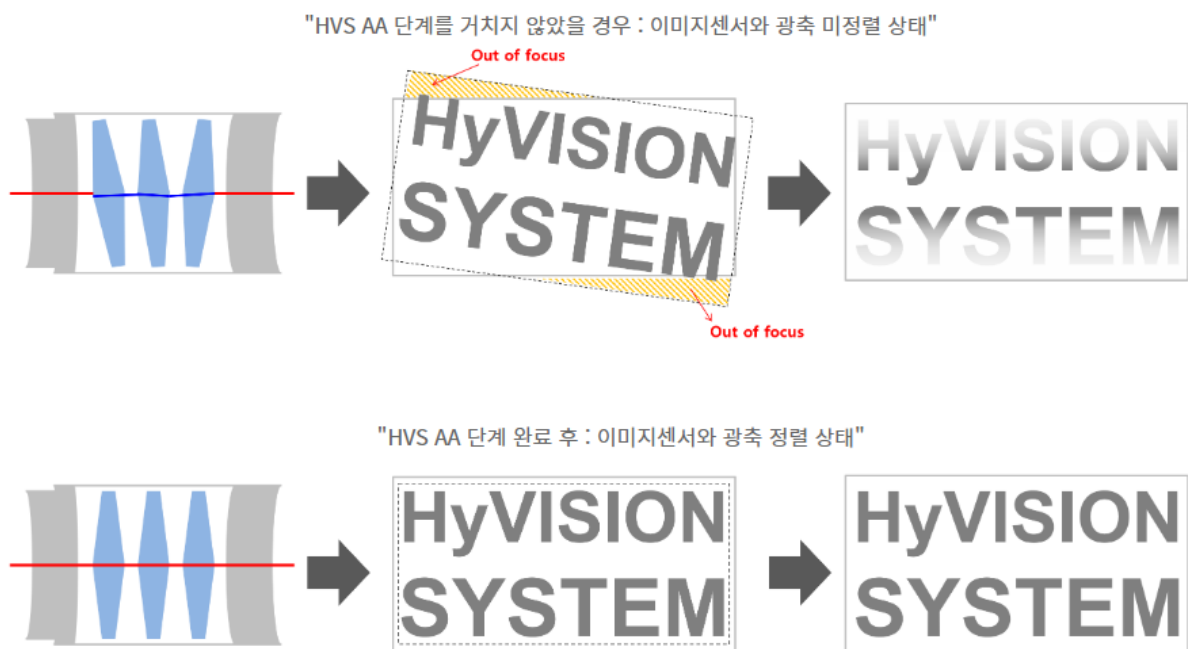 "HVS AA 단계를 거치지 않았을 경우 : 이미지센서와 광축 미정렬 상태"
Out of focus
HyVISION
SYSTEM
Out of focus
HyVISION
SYSTEM
"HVS AA 단계 완료 후 : 이미지센서와 광축 정렬 상태"
HyVISION
SYSTEM
HyVISION
SYSTEM